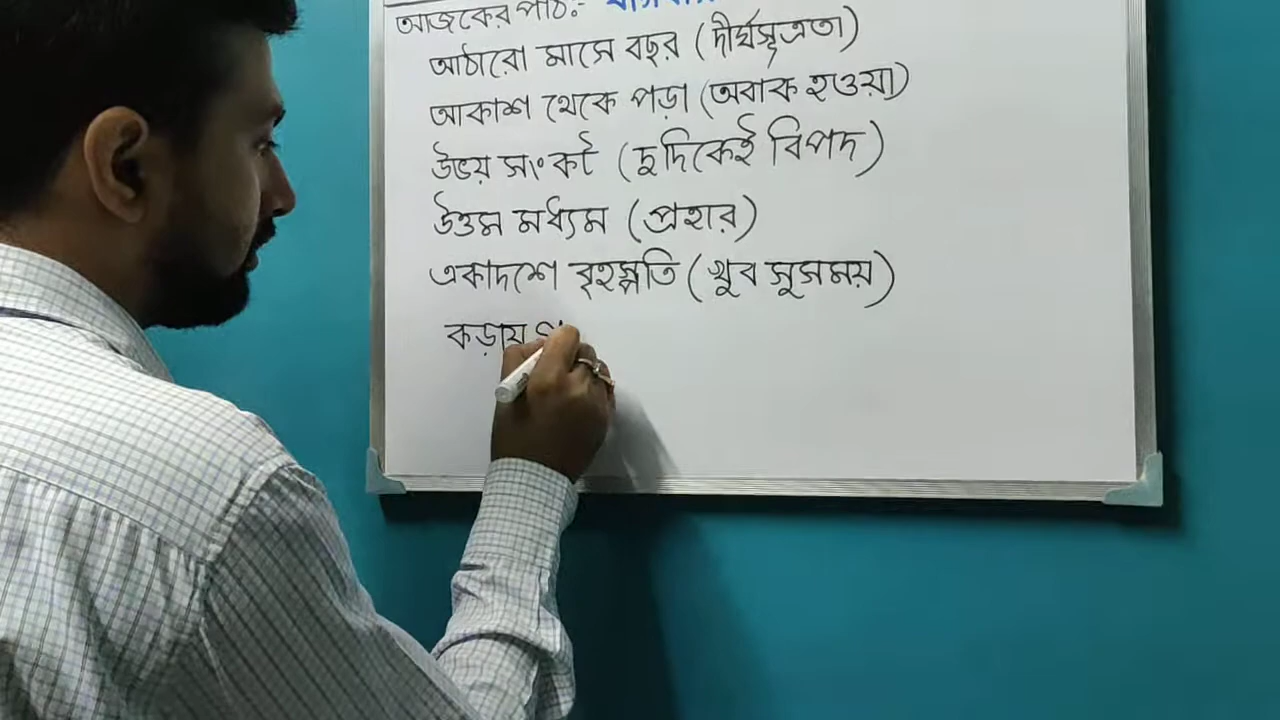 আজকের পাঠ:-
আঠারো মাসে বছর (দীর্ঘসূত্রতা)
আকাশ থেকে পড়া (অবাক হওয়া)
উভয় সংকট (দুদিকেই বিপদ)
উত্তম মধ্যম (প্রহার)
একাদশে বৃহস্পতি (খুব সুসময়)
কড়ায়